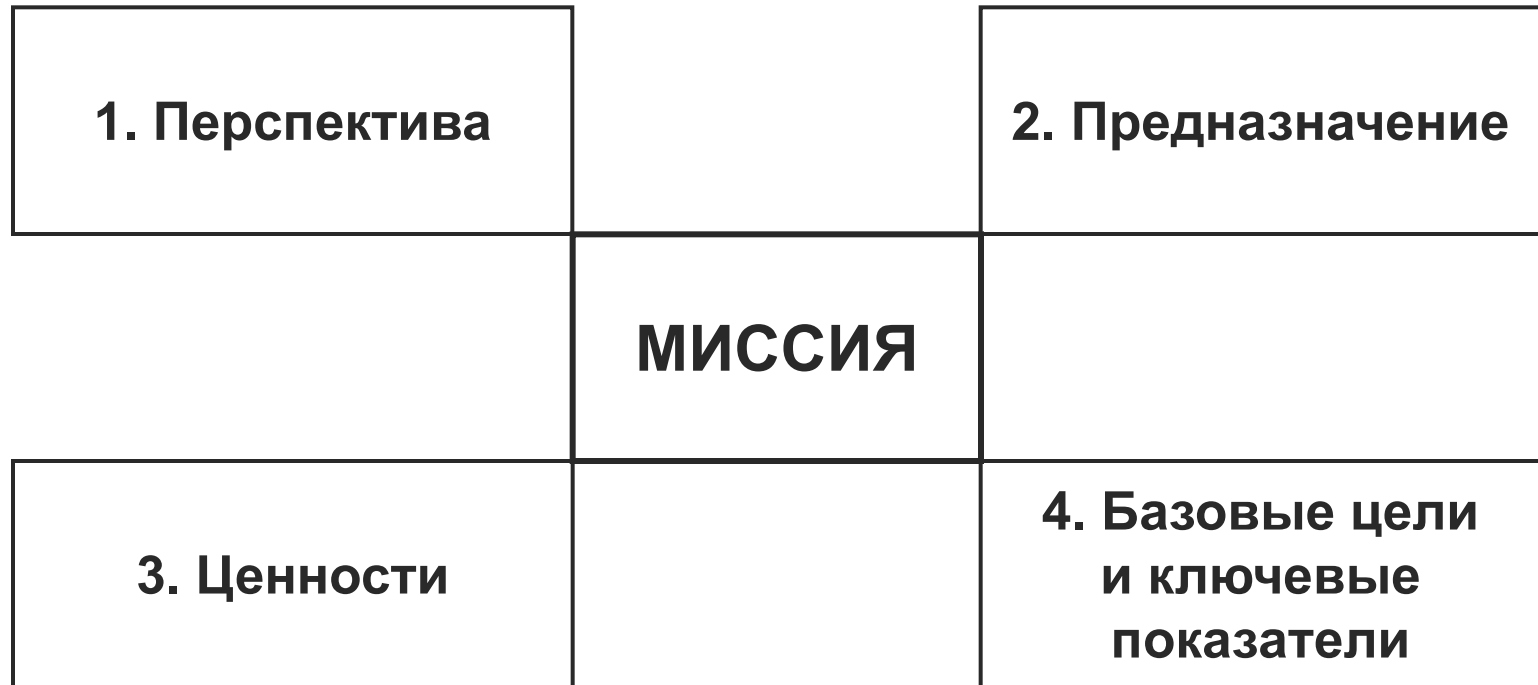 1. Перспектива
2. Предназначение
МИССИЯ
3. Ценности
4. Базовые цели
и ключевые
показатели